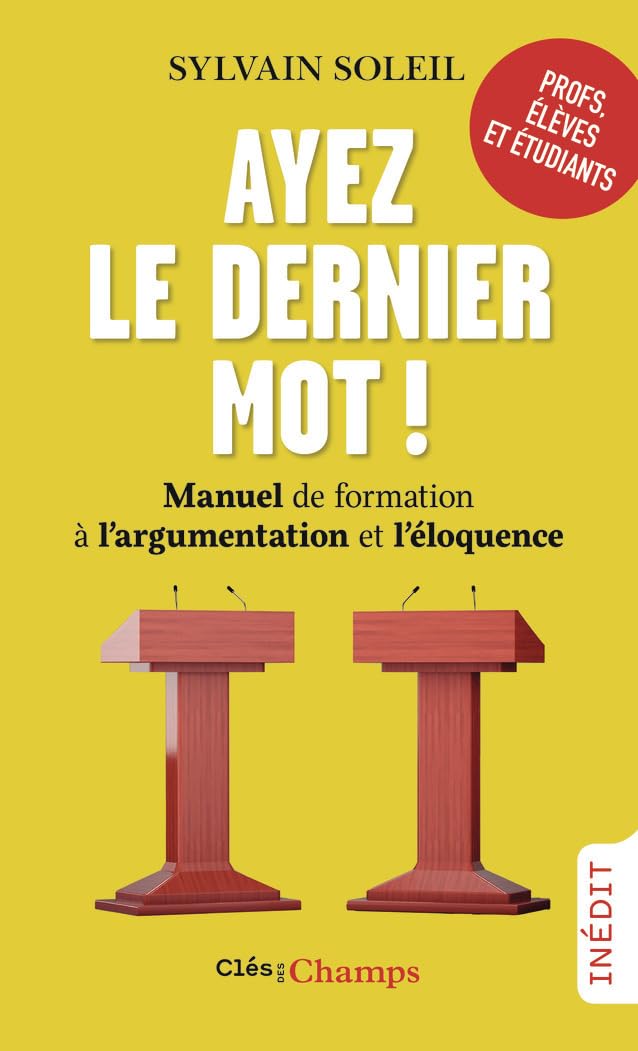 SYLVAIN SOLEIL
PROFS,
ÉLÈVES
ET ÉTUDIANTS
AYEZ
LE DERNIER
MOT !
Manuel de formation
à l’argumentation et l’éloquence
INÉDIT
Clés DES Champs